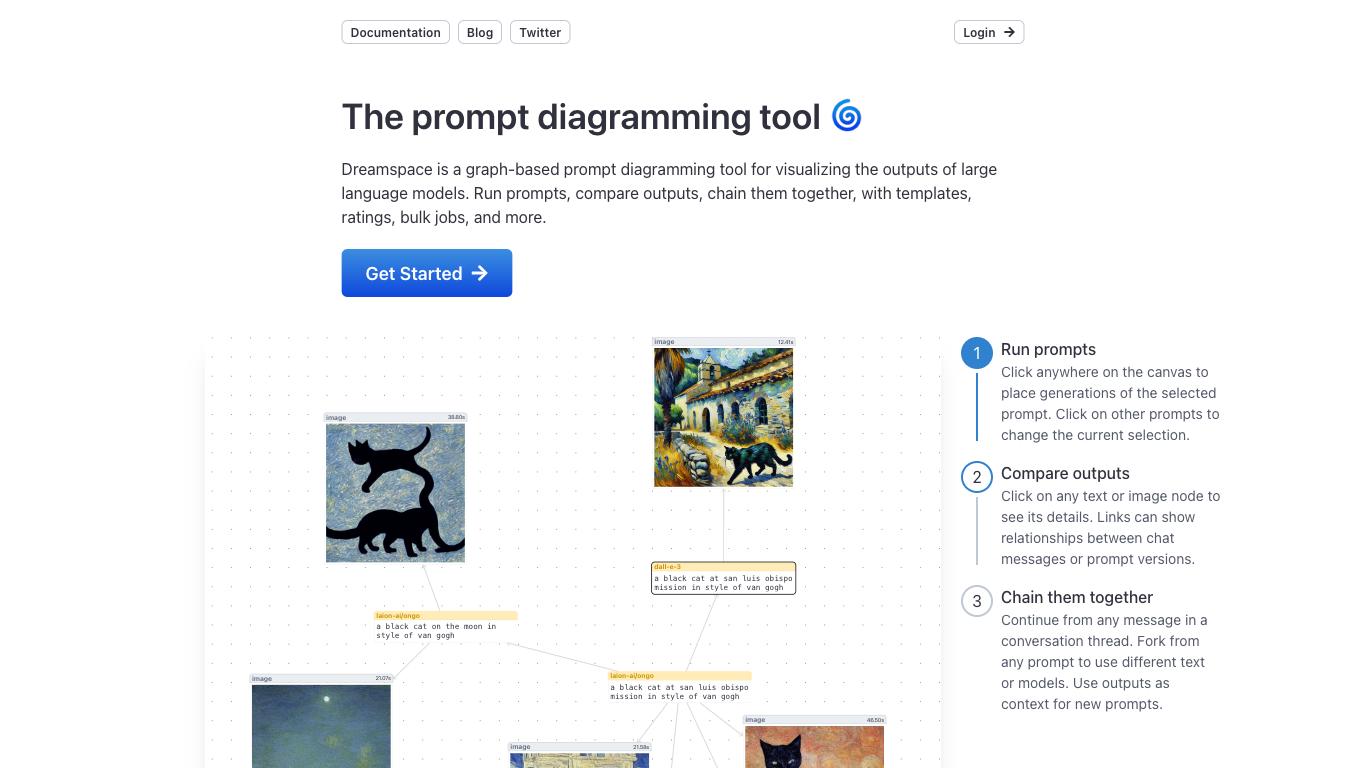 Documentation
Blog
Twitter
Login
The prompt diagramming tool
Dreamspace is a graph-based prompt diagramming tool for visualizing the outputs of large
language models. Run prompts, compare outputs, chain them together, with templates,
ratings, bulk jobs, and more.
Get Started
image 12.41s
image 38.80s
dall-e-3
a black cat at san luis obispo
mission in style of van gogh
laion-ai/ongo
a black cat on the moon in
style of van gogh
image 21.07s
laion-ai/ongo
a black cat at san luis obispo
mission in style of van gogh
image 46.50s
image 21.58s
1
Run prompts
Click anywhere on the canvas to
place generations of the selected
prompt. Click on other prompts to
change the current selection.
2
Compare outputs
Click on any text or image node to
see its details. Links can show
relationships between chat
messages or prompt versions.
3
Chain them together
Continue from any message in a
conversation thread. Fork from
any prompt to use different text
or models. Use outputs as
context for new prompts.